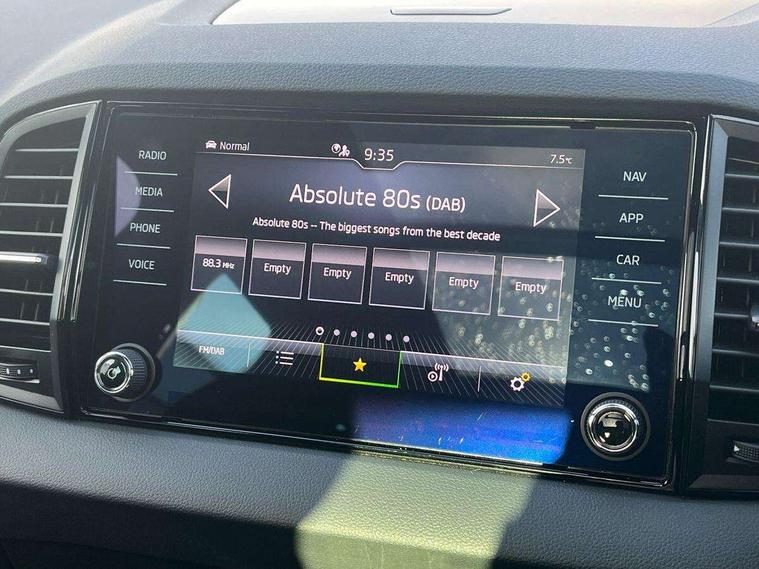 Normal
9:35
7.5°C
RADIO
MEDIA
PHONE
VOICE
Absolute 80s (DAB)
Absolute 80s -- The biggest songs from the best decade
88.3 MHz
Empty
Empty
Empty
Empty
Empty
FM/DAB
NAV
APP
CAR
MENU